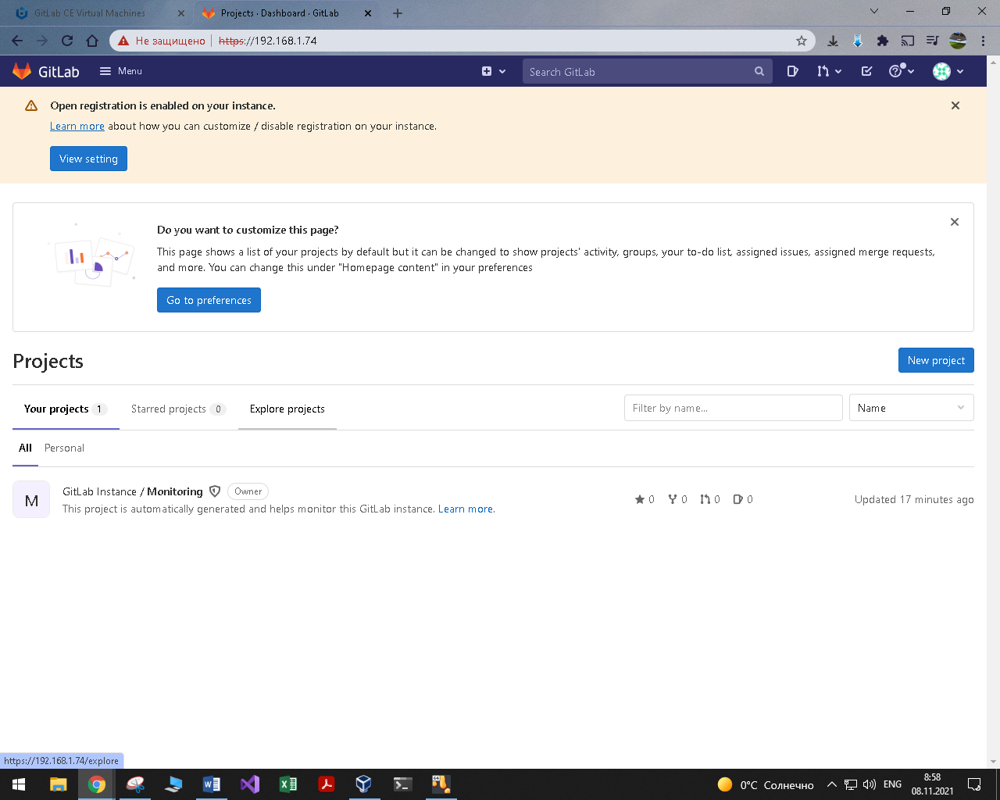 GitLab CE Virtual Machines
Projects · Dashboard · GitLab
Не защищено
https://192.168.1.74
GitLab
Menu
Search GitLab
Open registration is enabled on your instance.
Learn more about how you can customize / disable registration on your instance.
View setting
Do you want to customize this page?
This page shows a list of your projects by default but it can be changed to show projects' activity, groups, your to-do list, assigned issues, assigned merge requests,
and more. You can change this under "Homepage content" in your preferences
Go to preferences
Projects
New project
Your projects 1
Starred projects 0
Explore projects
Filter by name...
Name
All
Personal
M
GitLab Instance / Monitoring
Owner
0 0 0 0
Updated 17 minutes ago
This project is automatically generated and helps monitor this GitLab instance. Learn more.
https://192.168.1.74/explore
0°C Солнечно
ENG
8:58
08.11.2021